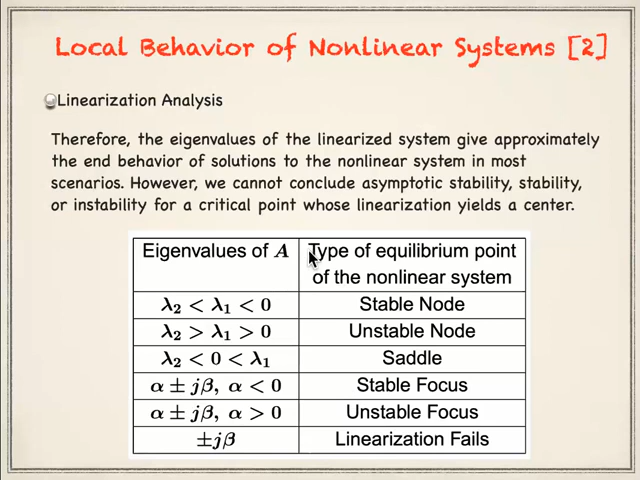 Local Behavior of Nonlinear Systems [2]
Linearization Analysis
Therefore, the eigenvalues of the linearized system give approximately
the end behavior of solutions to the nonlinear system in most
scenarios. However, we cannot conclude asymptotic stability, stability,
or instability for a critical point whose linearization yields a center.
Eigenvalues of A
Type of equilibrium point
of the nonlinear system
λ₂ < λ₁ < 0
Stable Node
λ₂ > λ₁ > 0
Unstable Node
λ₂ < 0 < λ₁
Saddle
α ± jβ, α < 0
Stable Focus
α ± jβ, α > 0
Unstable Focus
±jβ
Linearization Fails